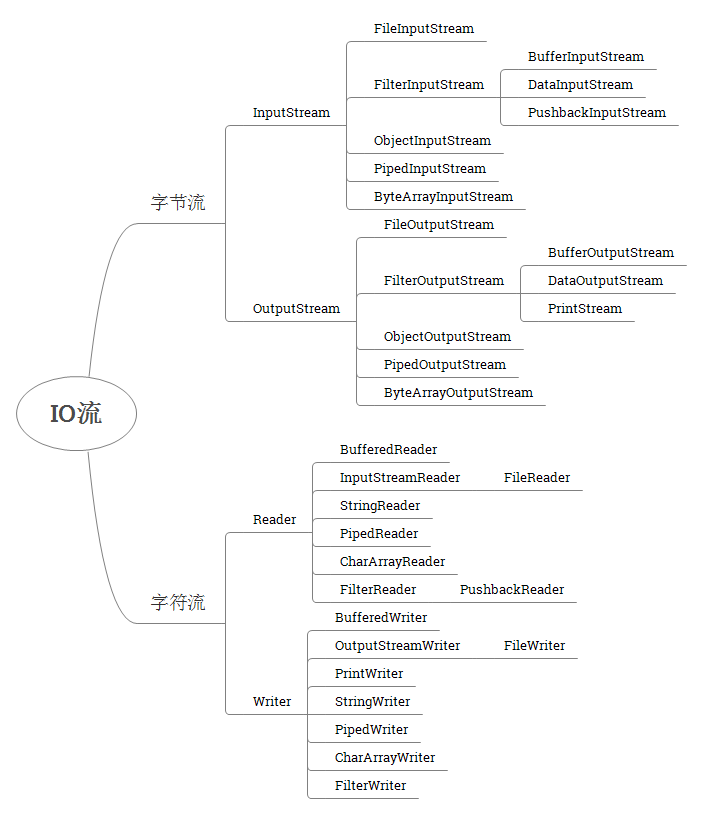 IO流
字节流
InputStream
FileInputStream
FilterInputStream
BufferInputStream
DataInputStream
PushbackInputStream
ObjectInputStream
PipedInputStream
ByteArrayInputStream
OutputStream
FileOutputStream
FilterOutputStream
BufferOutputStream
DataOutputStream
PrintStream
ObjectOutputStream
PipedOutputStream
ByteArrayOutputStream
字符流
Reader
BufferedReader
InputStreamReader
FileReader
StringReader
PipedReader
CharArrayReader
FilterReader
PushbackReader
Writer
BufferedWriter
OutputStreamWriter
FileWriter
PrintWriter
StringWriter
PipedWriter
CharArrayWriter
FilterWriter